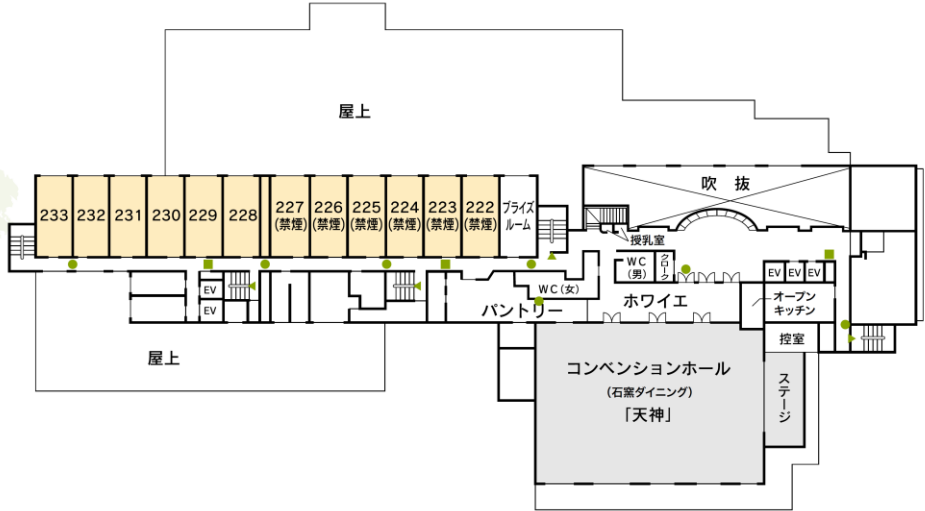 屋上
吹 抜
233
232
231
230
229
228
227
(禁煙)
226
(禁煙)
225
(禁煙)
224
(禁煙)
223
(禁煙)
222
(禁煙)
ブライズ
ルーム
授乳室
WC
(男)
クローク
EV
EV
EV
EV
EV
WC(女)
パントリー
ホワイエ
オープン
キッチン
控室
屋上
コンベンションホール
(石窯ダイニング)
「天神」
ステージ